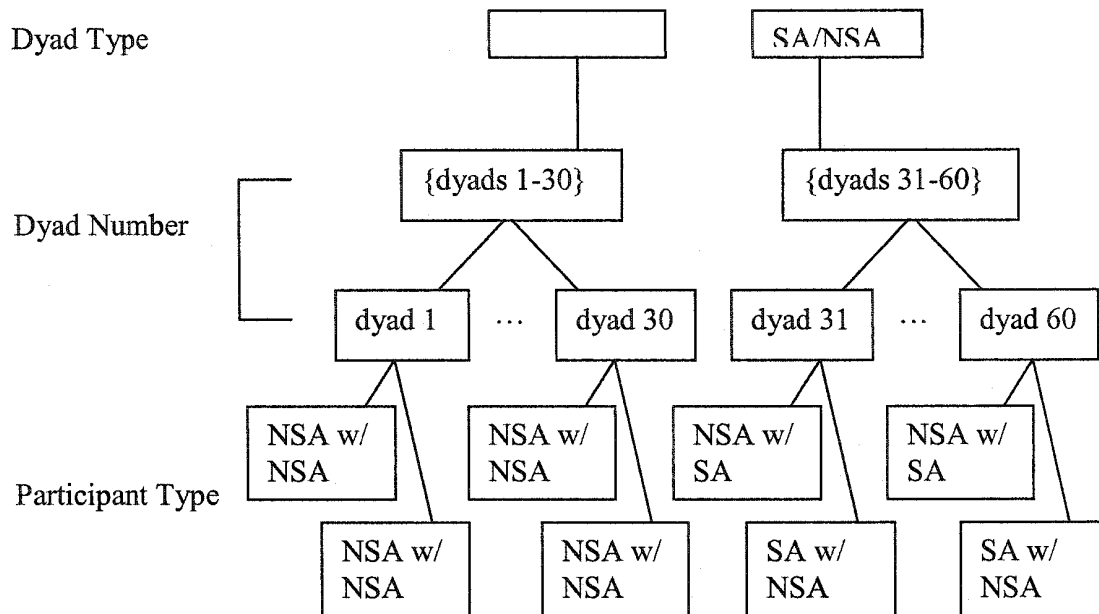 Dyad Type
SA/NSA
{dyads 1-30}
{dyads 31-60}
Dyad Number
dyad 1
...
dyad 30
dyad 31
...
dyad 60
NSA w/
NSA
NSA w/
NSA
NSA w/
SA
NSA w/
SA
Participant Type
NSA w/
NSA
NSA w/
NSA
SA w/
NSA
SA w/
NSA